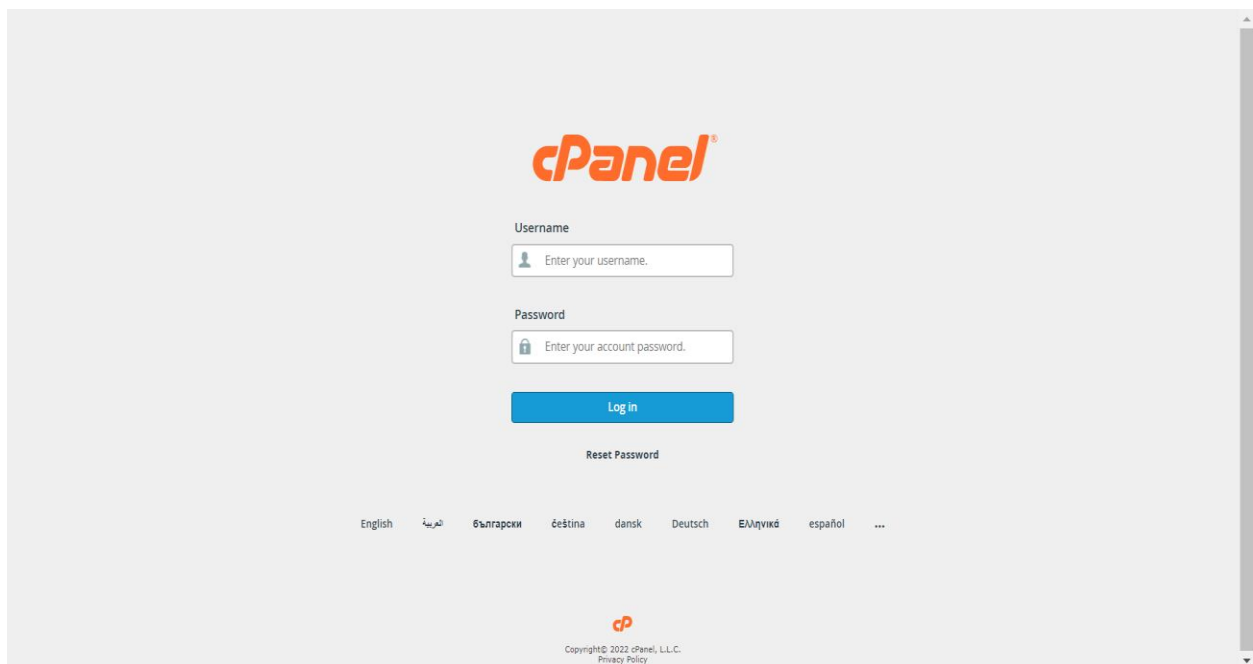 cPanel®
Username
Enter your username.
Password
Enter your account password.
Log in
Reset Password
English العربية български čeština dansk Deutsch Ελληνικά español ...
cP
Copyright© 2022 cPanel, L.L.C.
Privacy Policy